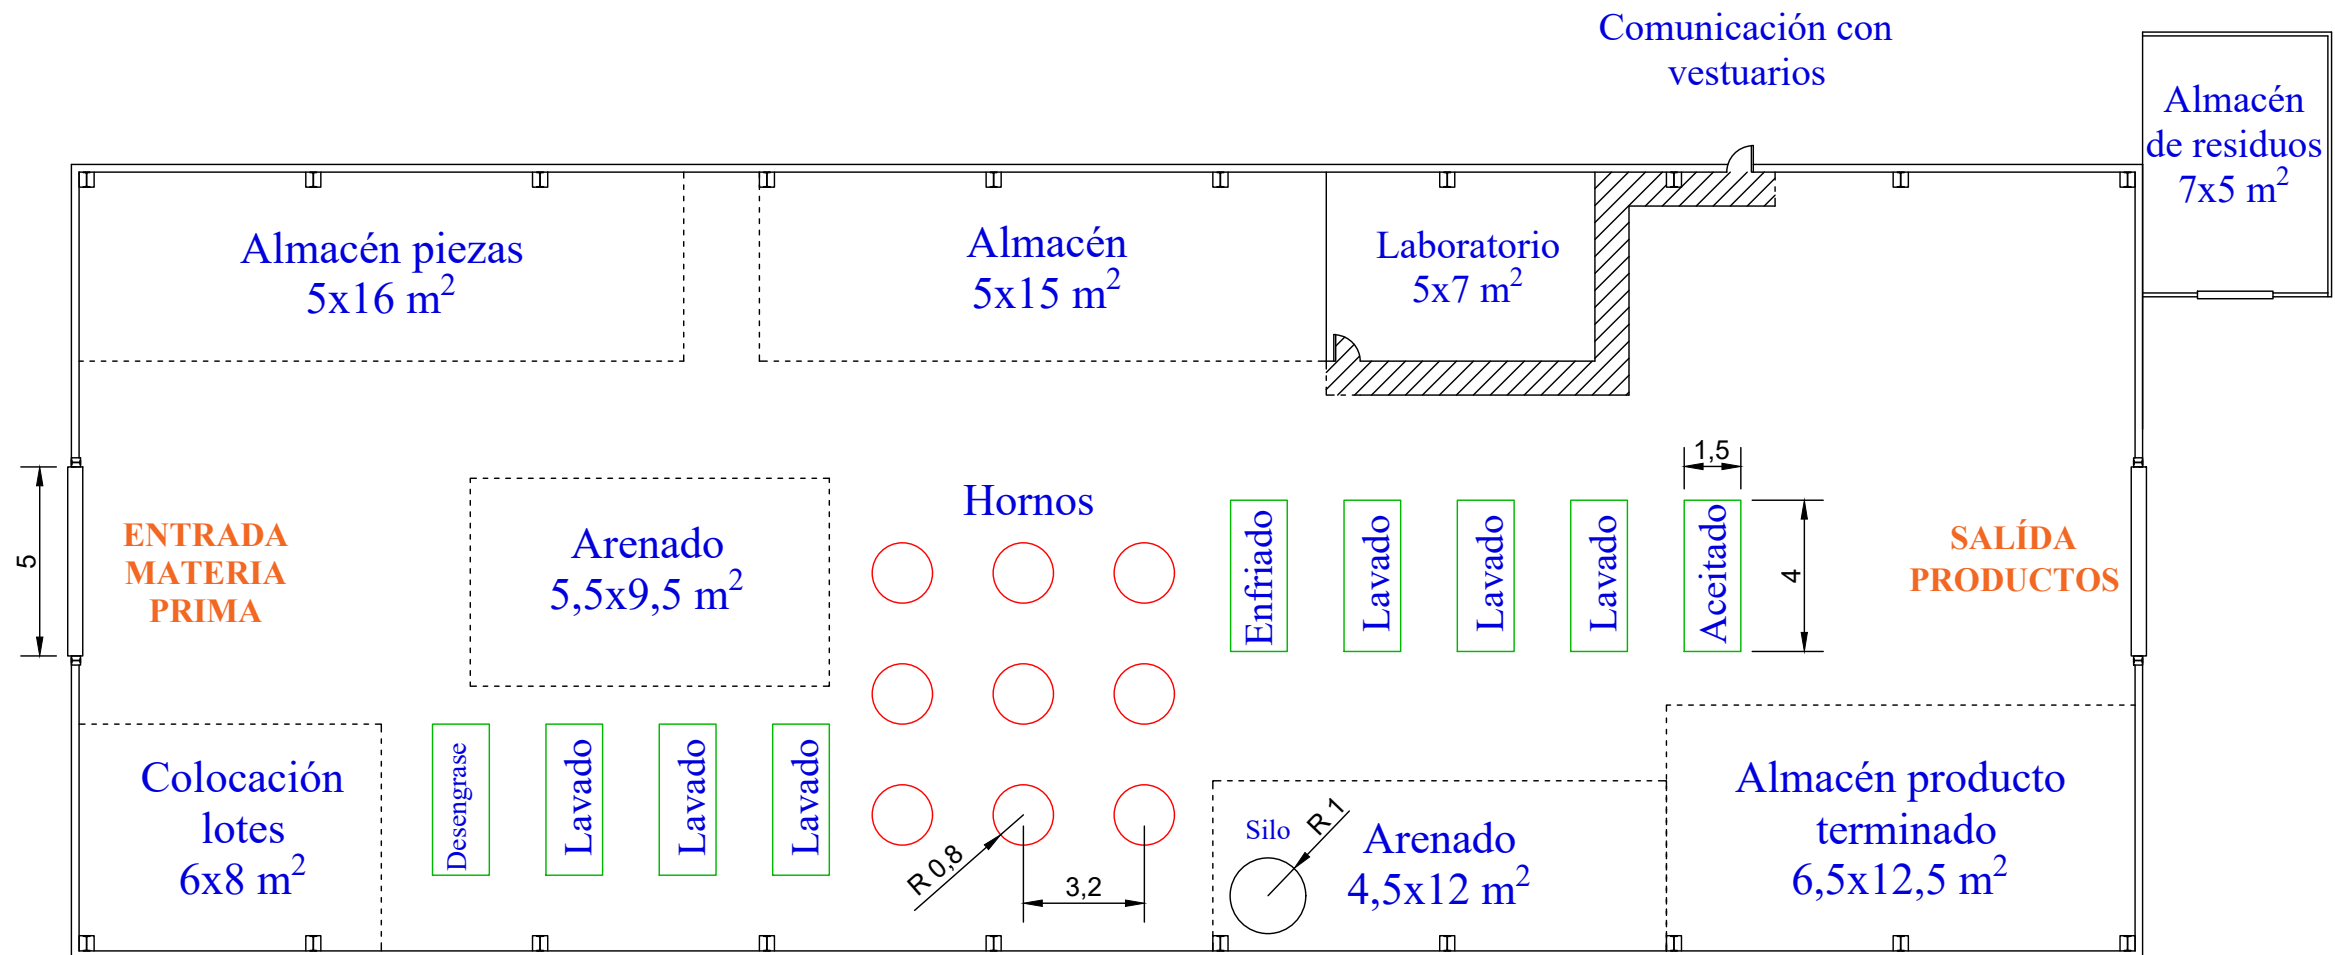 Comunicación con
vestuarios
Almacén
de residuos
7x5 m²
Almacén piezas
5x16 m²
Almacén
5x15 m²
Laboratorio
5x7 m²
1,5
5
ENTRADA
MATERIA
PRIMA
Arenado
5,5x9,5 m²
Hornos
Enfriado
Lavado
Lavado
Lavado
Aceitado
4
SALÍDA
PRODUCTOS
Colocación
lotes
6x8 m²
Desengrase
Lavado
Lavado
Lavado
R 0,8
3,2
Silo
R 1
Arenado
4,5x12 m²
Almacén producto
terminado
6,5x12,5 m²